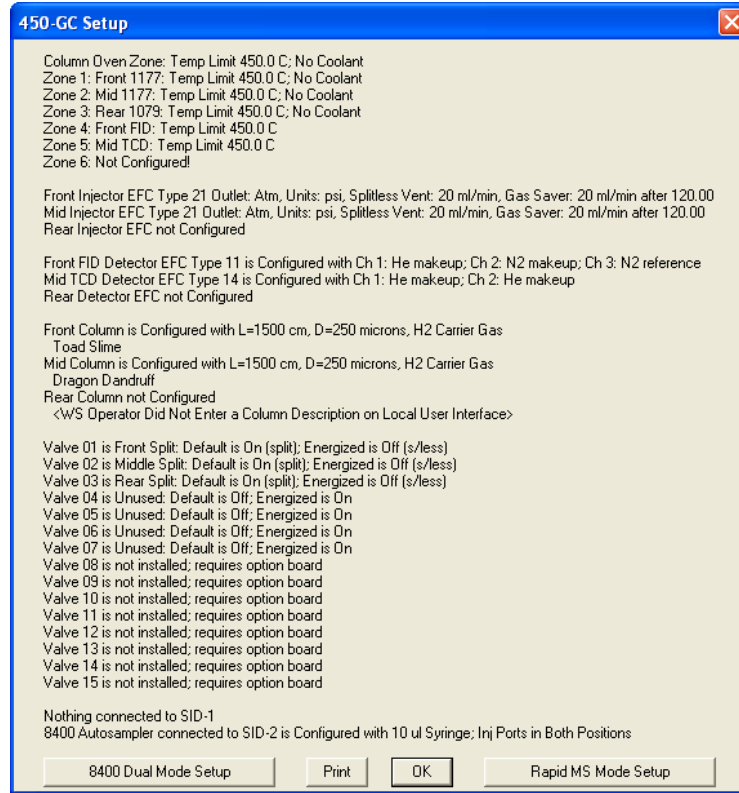 450-GC Setup
Column Oven Zone: Temp Limit 450.0 C; No Coolant
Zone 1: Front 1177: Temp Limit 450.0 C; No Coolant
Zone 2: Mid 1177: Temp Limit 450.0 C; No Coolant
Zone 3: Rear 1079: Temp Limit 450.0 C; No Coolant
Zone 4: Front FID: Temp Limit 450.0 C
Zone 5: Mid TCD: Temp Limit 450.0 C
Zone 6: Not Configured!
Front Injector EFC Type 21 Outlet: Atm, Units: psi, Splitless Vent: 20 ml/min, Gas Saver: 20 ml/min after 120.00
Mid Injector EFC Type 21 Outlet: Atm, Units: psi, Splitless Vent: 20 ml/min, Gas Saver: 20 ml/min after 120.00
Rear Injector EFC not Configured
Front FID Detector EFC Type 11 is Configured with Ch 1: He makeup; Ch 2: N2 makeup; Ch 3: N2 reference
Mid TCD Detector EFC Type 14 is Configured with Ch 1: He makeup; Ch 2: He makeup
Rear Detector EFC not Configured
Front Column is Configured with L=1500 cm, D=250 microns, H2 Carrier Gas
Toad Slime
Mid Column is Configured with L=1500 cm, D=250 microns, H2 Carrier Gas
Dragon Dandruff
Rear Column not Configured
<WS Operator Did Not Enter a Column Description on Local User Interface>
Valve 01 is Front Split: Default is On (split); Energized is Off (s/less)
Valve 02 is Middle Split: Default is On (split); Energized is Off (s/less)
Valve 03 is Rear Split: Default is On (split); Energized is Off (s/less)
Valve 04 is Unused: Default is Off; Energized is On
Valve 05 is Unused: Default is Off; Energized is On
Valve 06 is Unused: Default is Off; Energized is On
Valve 07 is Unused: Default is Off; Energized is On
Valve 08 is not installed; requires option board
Valve 09 is not installed; requires option board
Valve 10 is not installed; requires option board
Valve 11 is not installed; requires option board
Valve 12 is not installed; requires option board
Valve 13 is not installed; requires option board
Valve 14 is not installed; requires option board
Valve 15 is not installed; requires option board
Nothing connected to SID-1
8400 Autosampler connected to SID-2 is Configured with 10 ul Syringe; Inj Ports in Both Positions
8400 Dual Mode Setup
Print
OK
Rapid MS Mode Setup